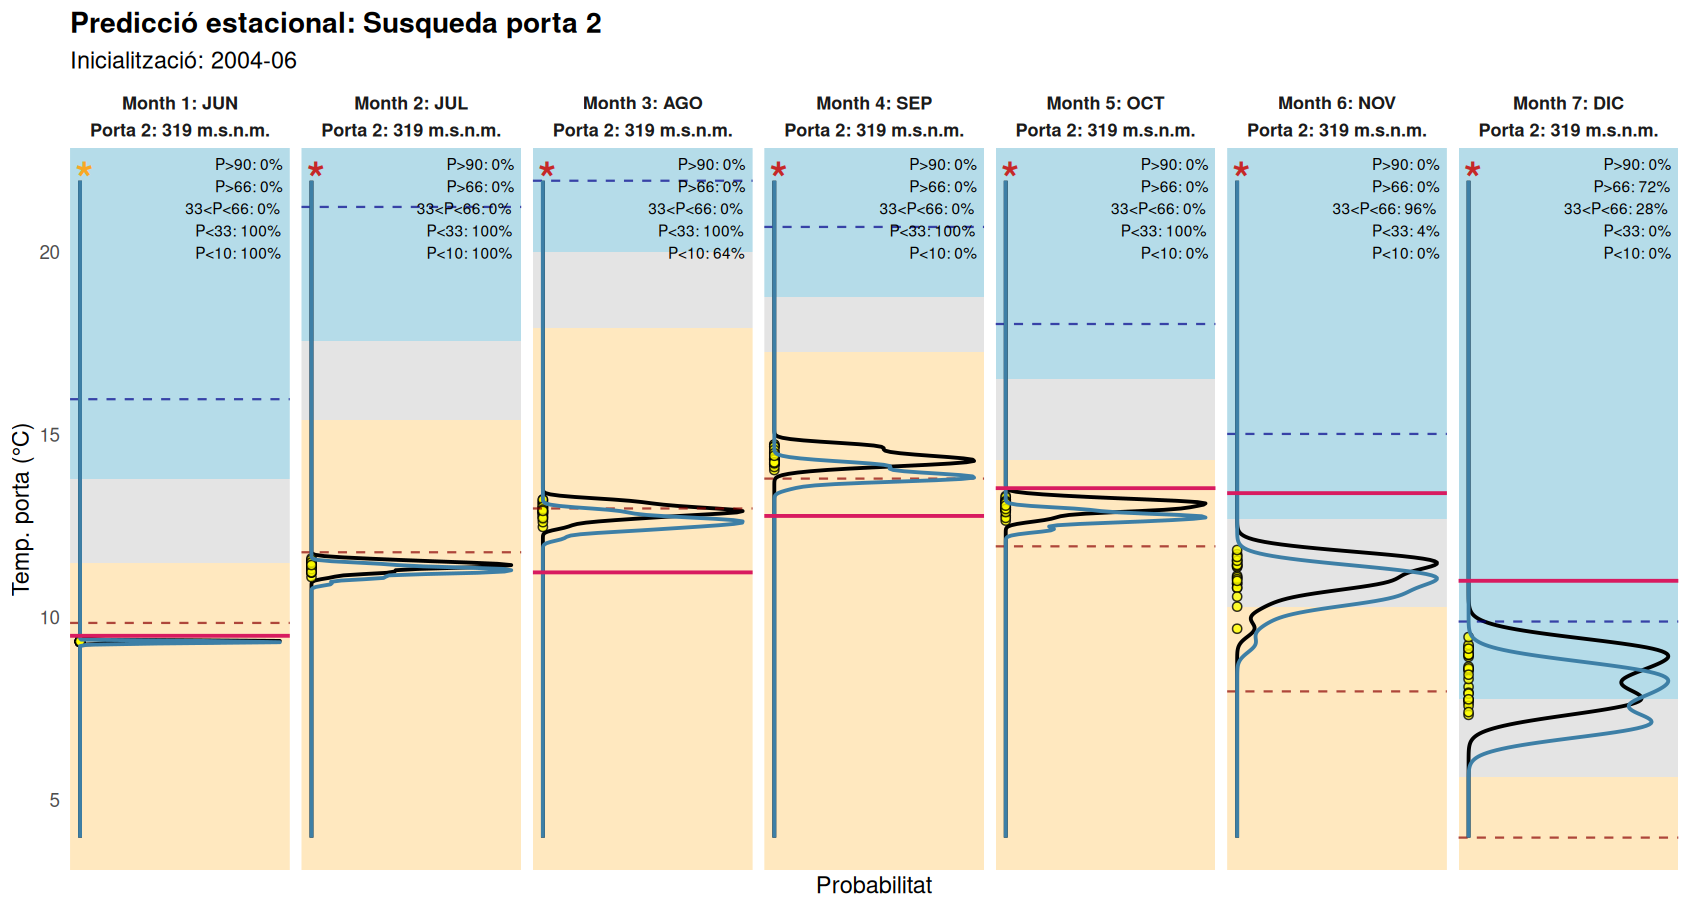 Predicció estacional: Susqueda porta 2
Inicialització: 2004-06
Month 1: JUN
Porta 2: 319 m.s.n.m.
Month 2: JUL
Porta 2: 319 m.s.n.m.
Month 3: AGO
Porta 2: 319 m.s.n.m.
Month 4: SEP
Porta 2: 319 m.s.n.m.
Month 5: OCT
Porta 2: 319 m.s.n.m.
Month 6: NOV
Porta 2: 319 m.s.n.m.
Month 7: DIC
Porta 2: 319 m.s.n.m.
*
P>90: 0%
P>66: 0%
33<P<66: 0%
P<33: 100%
P<10: 100%
*
P>90: 0%
P>66: 0%
33<P<66: 0%
P<33: 100%
P<10: 100%
*
P>90: 0%
P>66: 0%
33<P<66: 0%
P<33: 100%
P<10: 64%
*
P>90: 0%
P>66: 0%
33<P<66: 0%
P<33: 100%
P<10: 0%
*
P>90: 0%
P>66: 0%
33<P<66: 0%
P<33: 100%
P<10: 0%
*
P>90: 0%
P>66: 0%
33<P<66: 96%
P<33: 4%
P<10: 0%
*
P>90: 0%
P>66: 72%
33<P<66: 28%
P<33: 0%
P<10: 0%
Temp. porta (°C)
20
15
10
5
Probabilitat